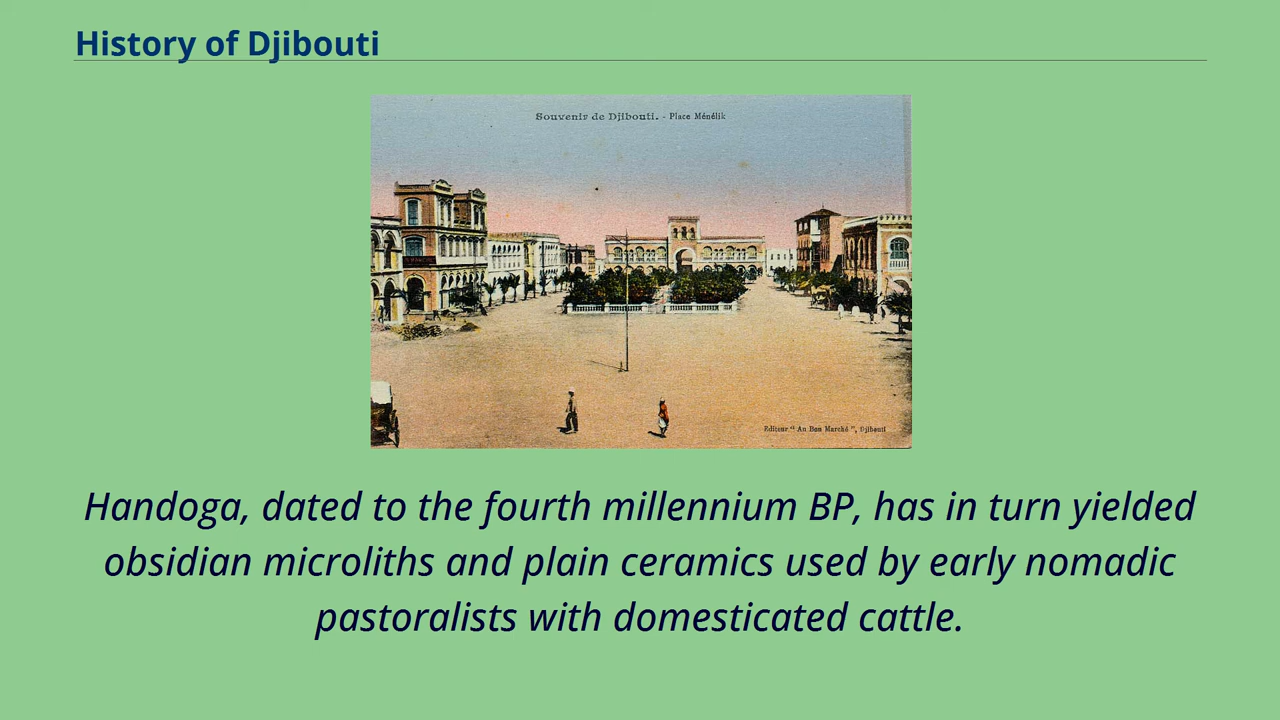 History of Djibouti
Souvenir de Djibouti. - Place Ménélik
Editeur "Au Bon Marché", Djibouti
Handoga, dated to the fourth millennium BP, has in turn yielded
obsidian microliths and plain ceramics used by early nomadic
pastoralists with domesticated cattle.